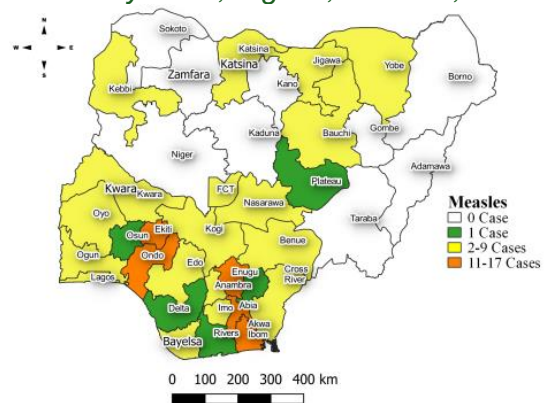 N
W E
S
Sokoto
Katsina
Zamfara
Katsina
Jigawa
Yobe
Borno
Kebbi
Kano
Kaduna
Bauchi
Gombe
Niger
Adamawa
Plateau
Kwara
Kwara
FCT
Nasarawa
Taraba
Oyo
Osun
Ekiti
Kogi
Benue
Ogun
Ondo
Edo
Lagos
Enugu
Anambra
Cross
River
Delta
Imo
Abia
Bayelsa
Rivers
Akwa
Ibom
Measles
0 Case
1 Case
2-9 Cases
11-17 Cases
0 100 200 300 400 km